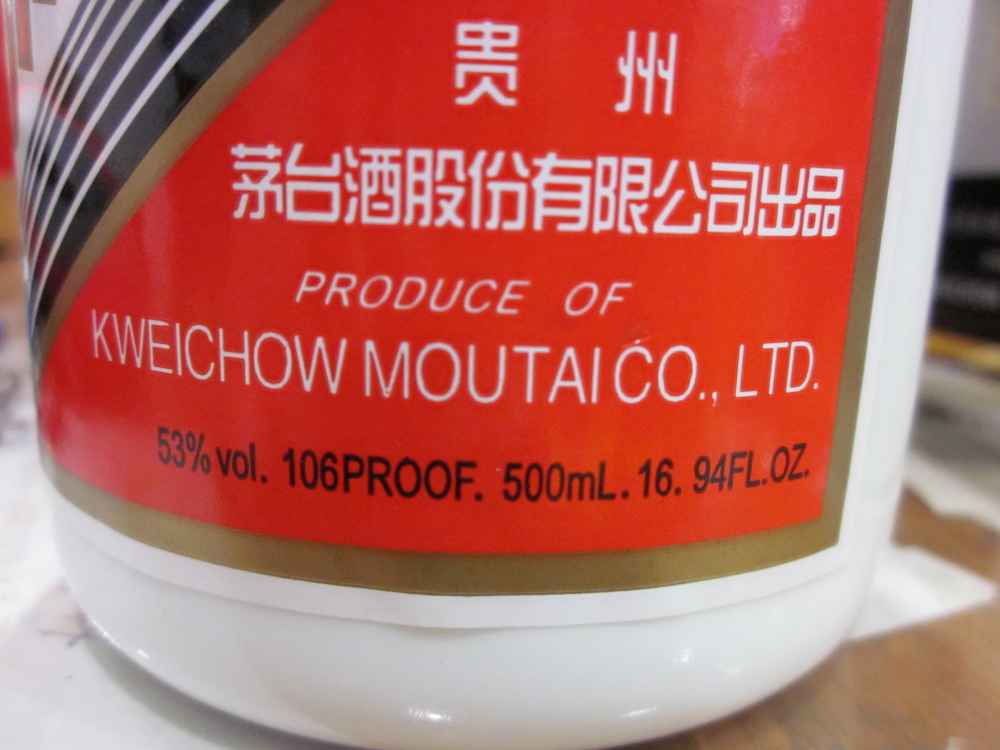 贵州
茅台酒股份有限公司出品
PRODUCE OF
KWEICHOW MOUTAI CO., LTD.
53% vol. 106PROOF. 500mL. 16. 94FL.OZ.